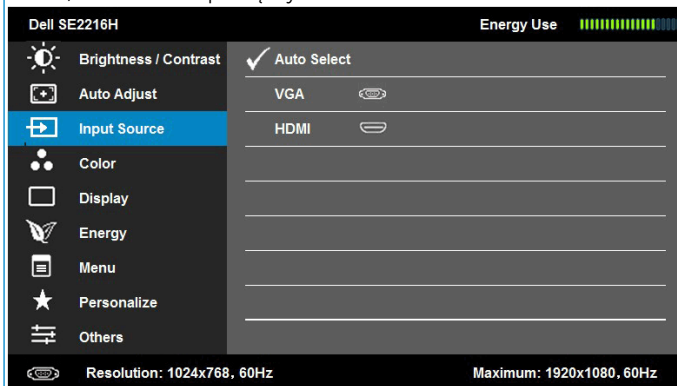 Dell SE2216H Energy Use
Brightness / Contrast Auto Select
Auto Adjust VGA
Input Source HDMI
Color
Display
Energy
Menu
Personalize
Others
Resolution: 1024x768, 60Hz Maximum: 1920x1080, 60Hz